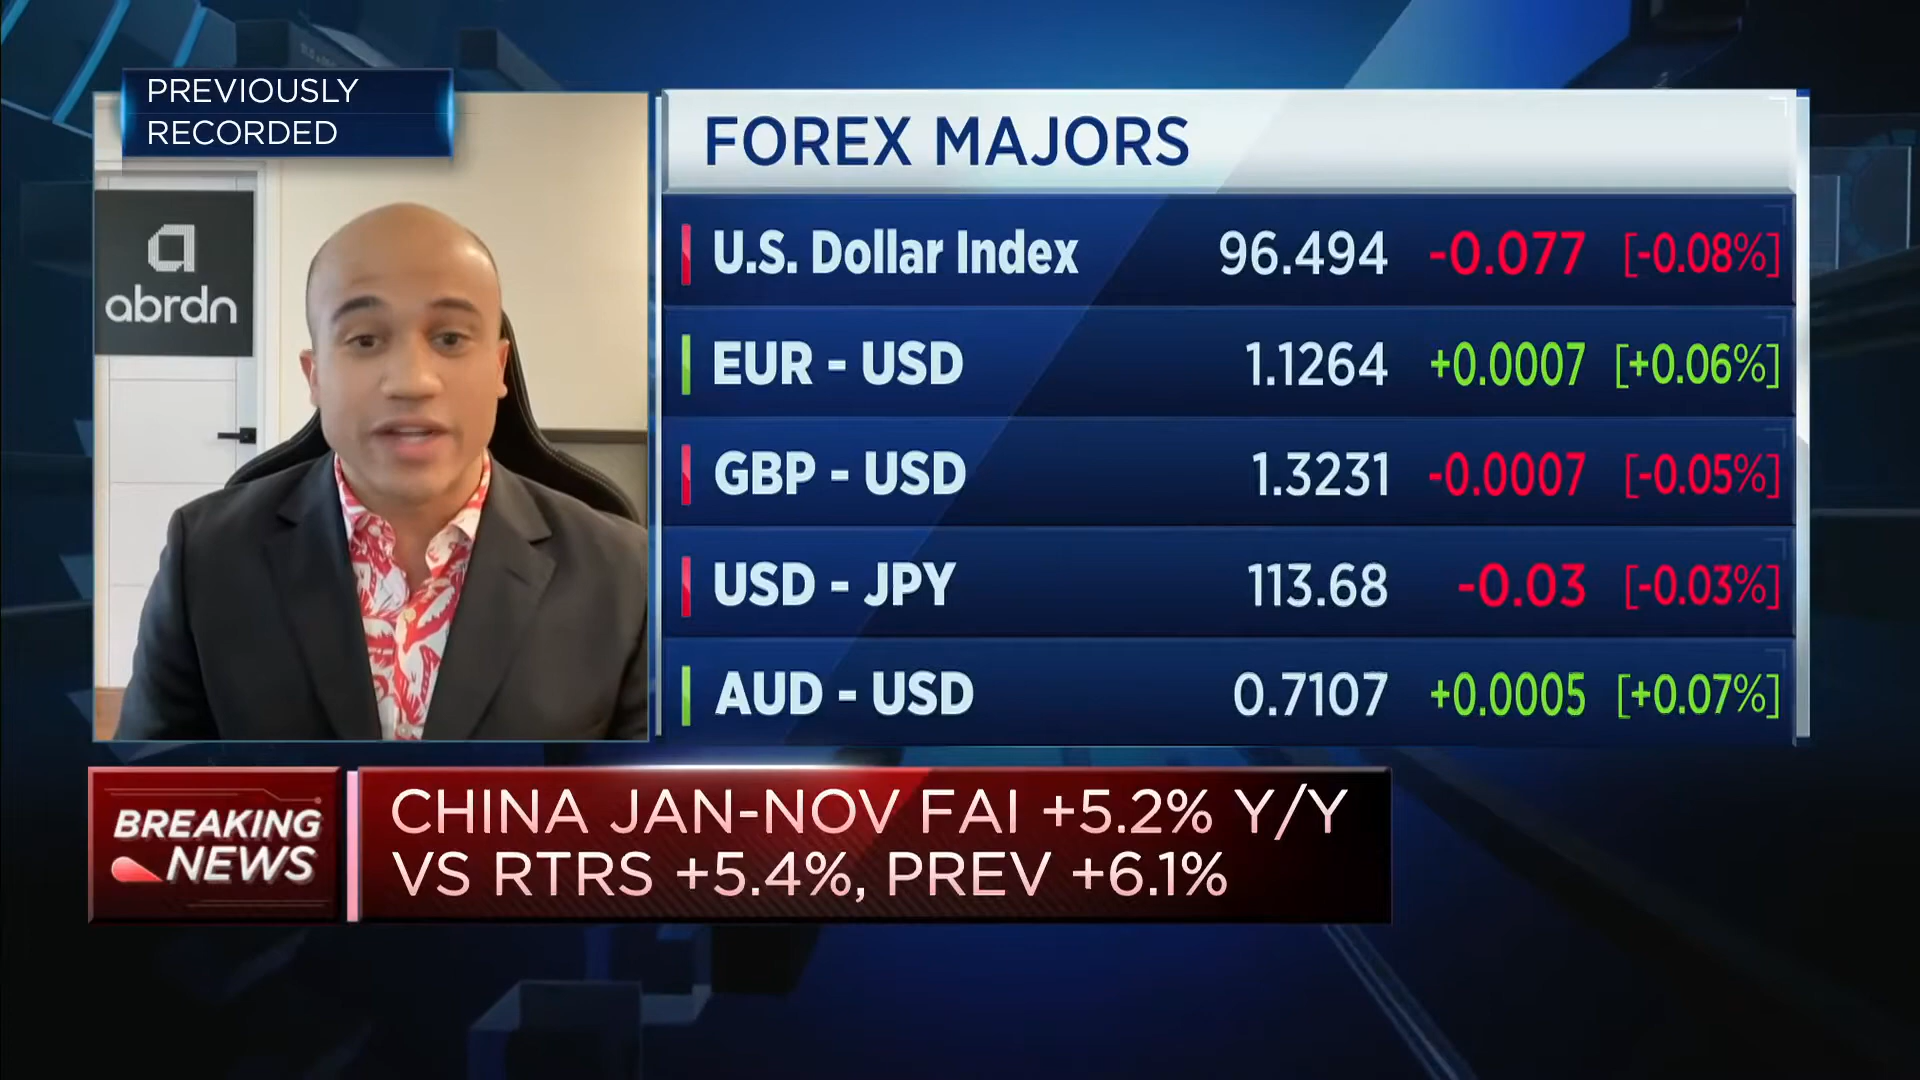 PREVIOUSLY
RECORDED
abrdn
FOREX MAJORS
U.S. Dollar Index 96.494 -0.077 [-0.08%]
EUR - USD 1.1264 +0.0007 [+0.06%]
GBP - USD 1.3231 -0.0007 [-0.05%]
USD - JPY 113.68 -0.03 [-0.03%]
AUD - USD 0.7107 +0.0005 [+0.07%]
BREAKING
NEWS
CHINA JAN-NOV FAI +5.2% Y/Y
VS RTRS +5.4%, PREV +6.1%